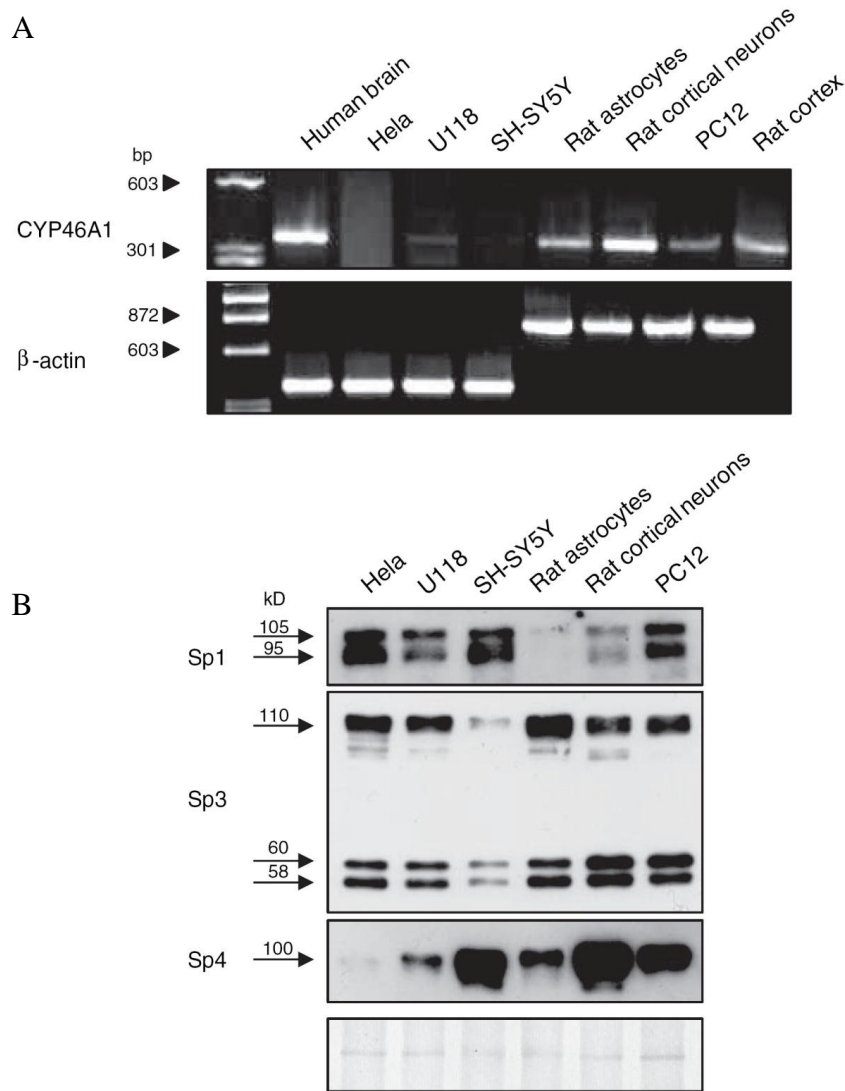 A
Human brain
Hela
U118
SH-SY5Y
Rat astrocytes
Rat cortical neurons
PC12
Rat cortex
bp
603
CYP46A1
301
872
603
β-actin
B
Hela
U118
SH-SY5Y
Rat astrocytes
Rat cortical neurons
PC12
kD
105
Sp1
95
110
Sp3
60
58
Sp4
100